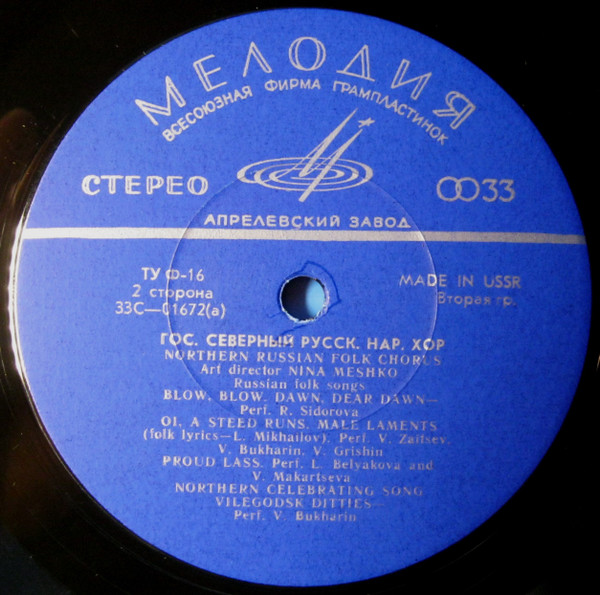 МЕЛОДИЯ
ВСЕСОЮЗНАЯ ФИРМА ГРАМПЛАСТИНОК
СТЕРЕО
33
АПРЕЛЕВСКИЙ ЗАВОД
ТУ Ф-16
2 сторона
33С—01672(а)
MADE IN USSR
Вторая гр.
ГОС. СЕВЕРНЫЙ РУССК. НАР. ХОР
NORTHERN RUSSIAN FOLK CHORUS
Art director NINA MESHKO
Russian folk songs
BLOW, BLOW, DAWN, DEAR DAWN—
Perf. R. Sidorova
OI, A STEED RUNS. MALE LAMENTS
(folk lyrics—L. Mikhailov). Perf. V. Zaitsev,
V. Bukharin, V. Grishin
PROUD LASS. Perf. L. Belyakova and
V. Makartseva
NORTHERN CELEBRATING SONG
VILEGODSK DITTIES—
Perf. V. Bukharin